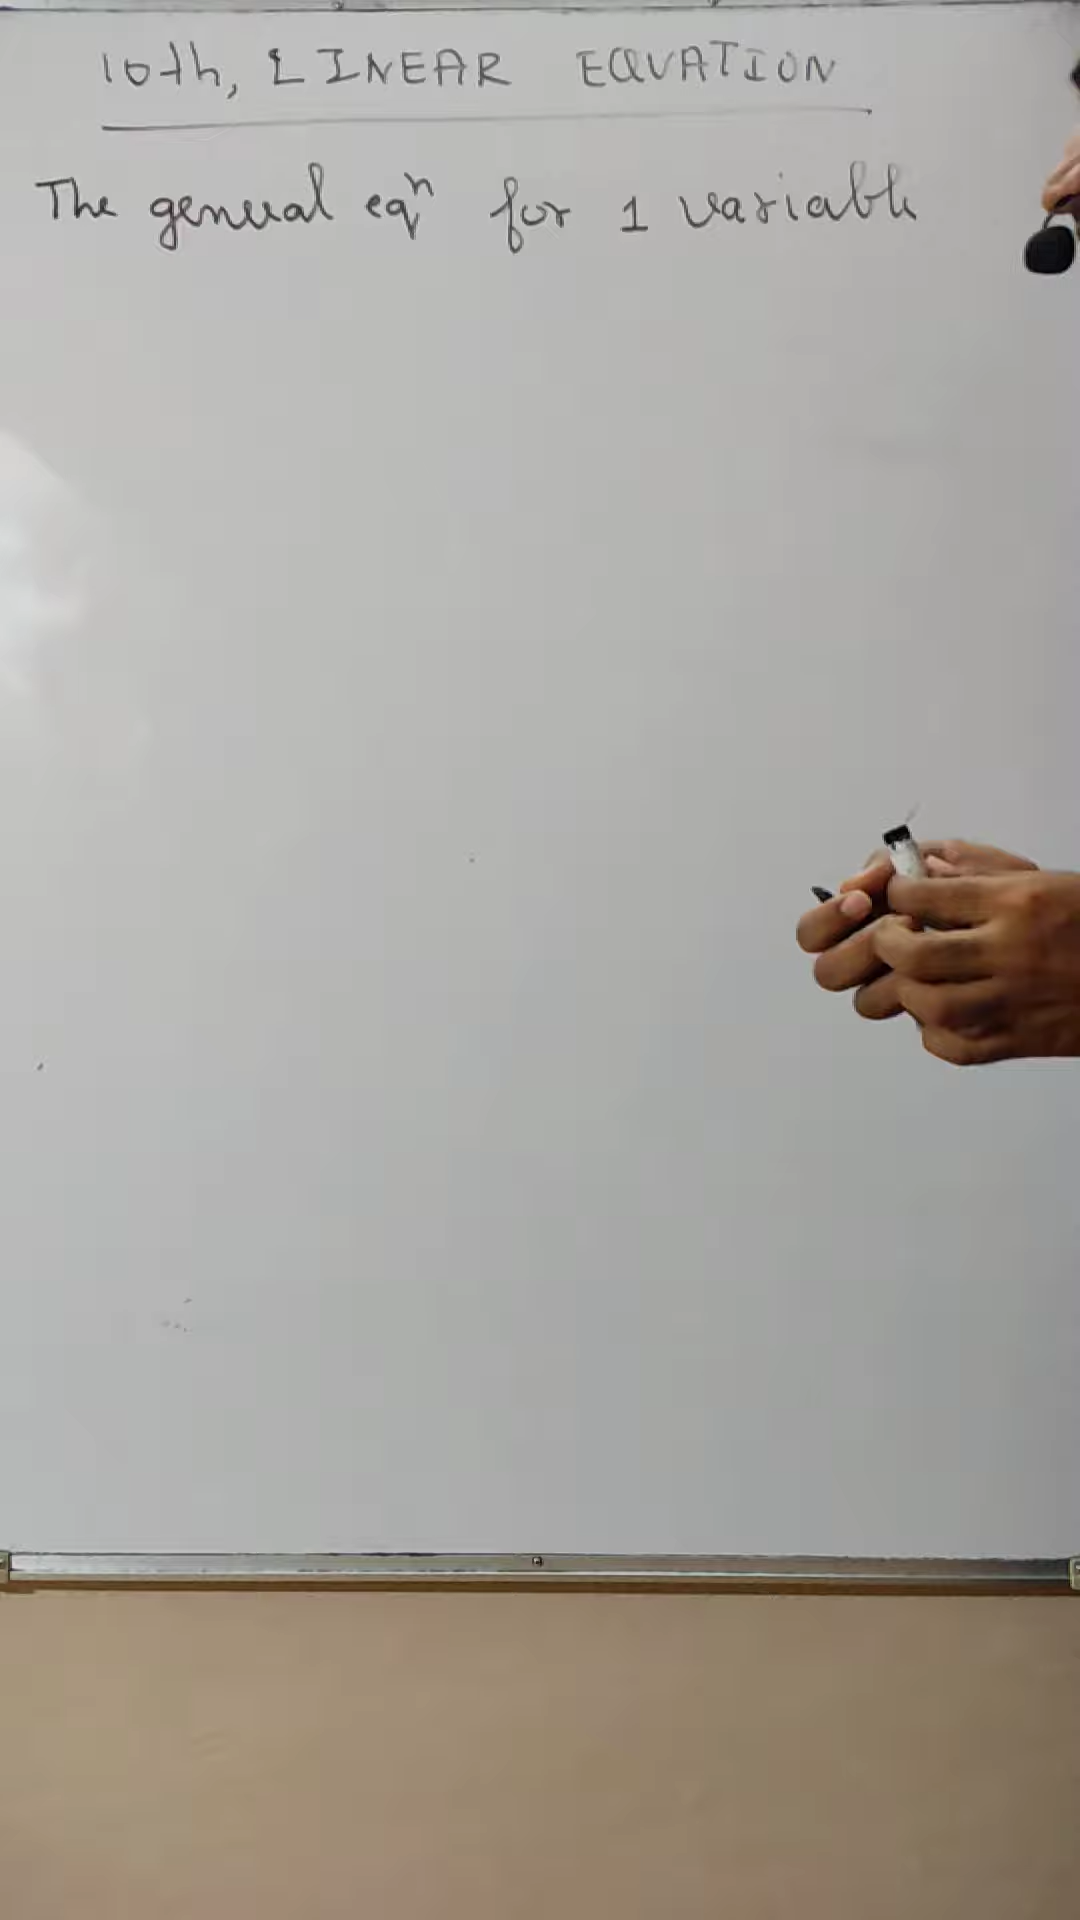 10th, LINEAR EQUATION
The general eqⁿ for 1 variable